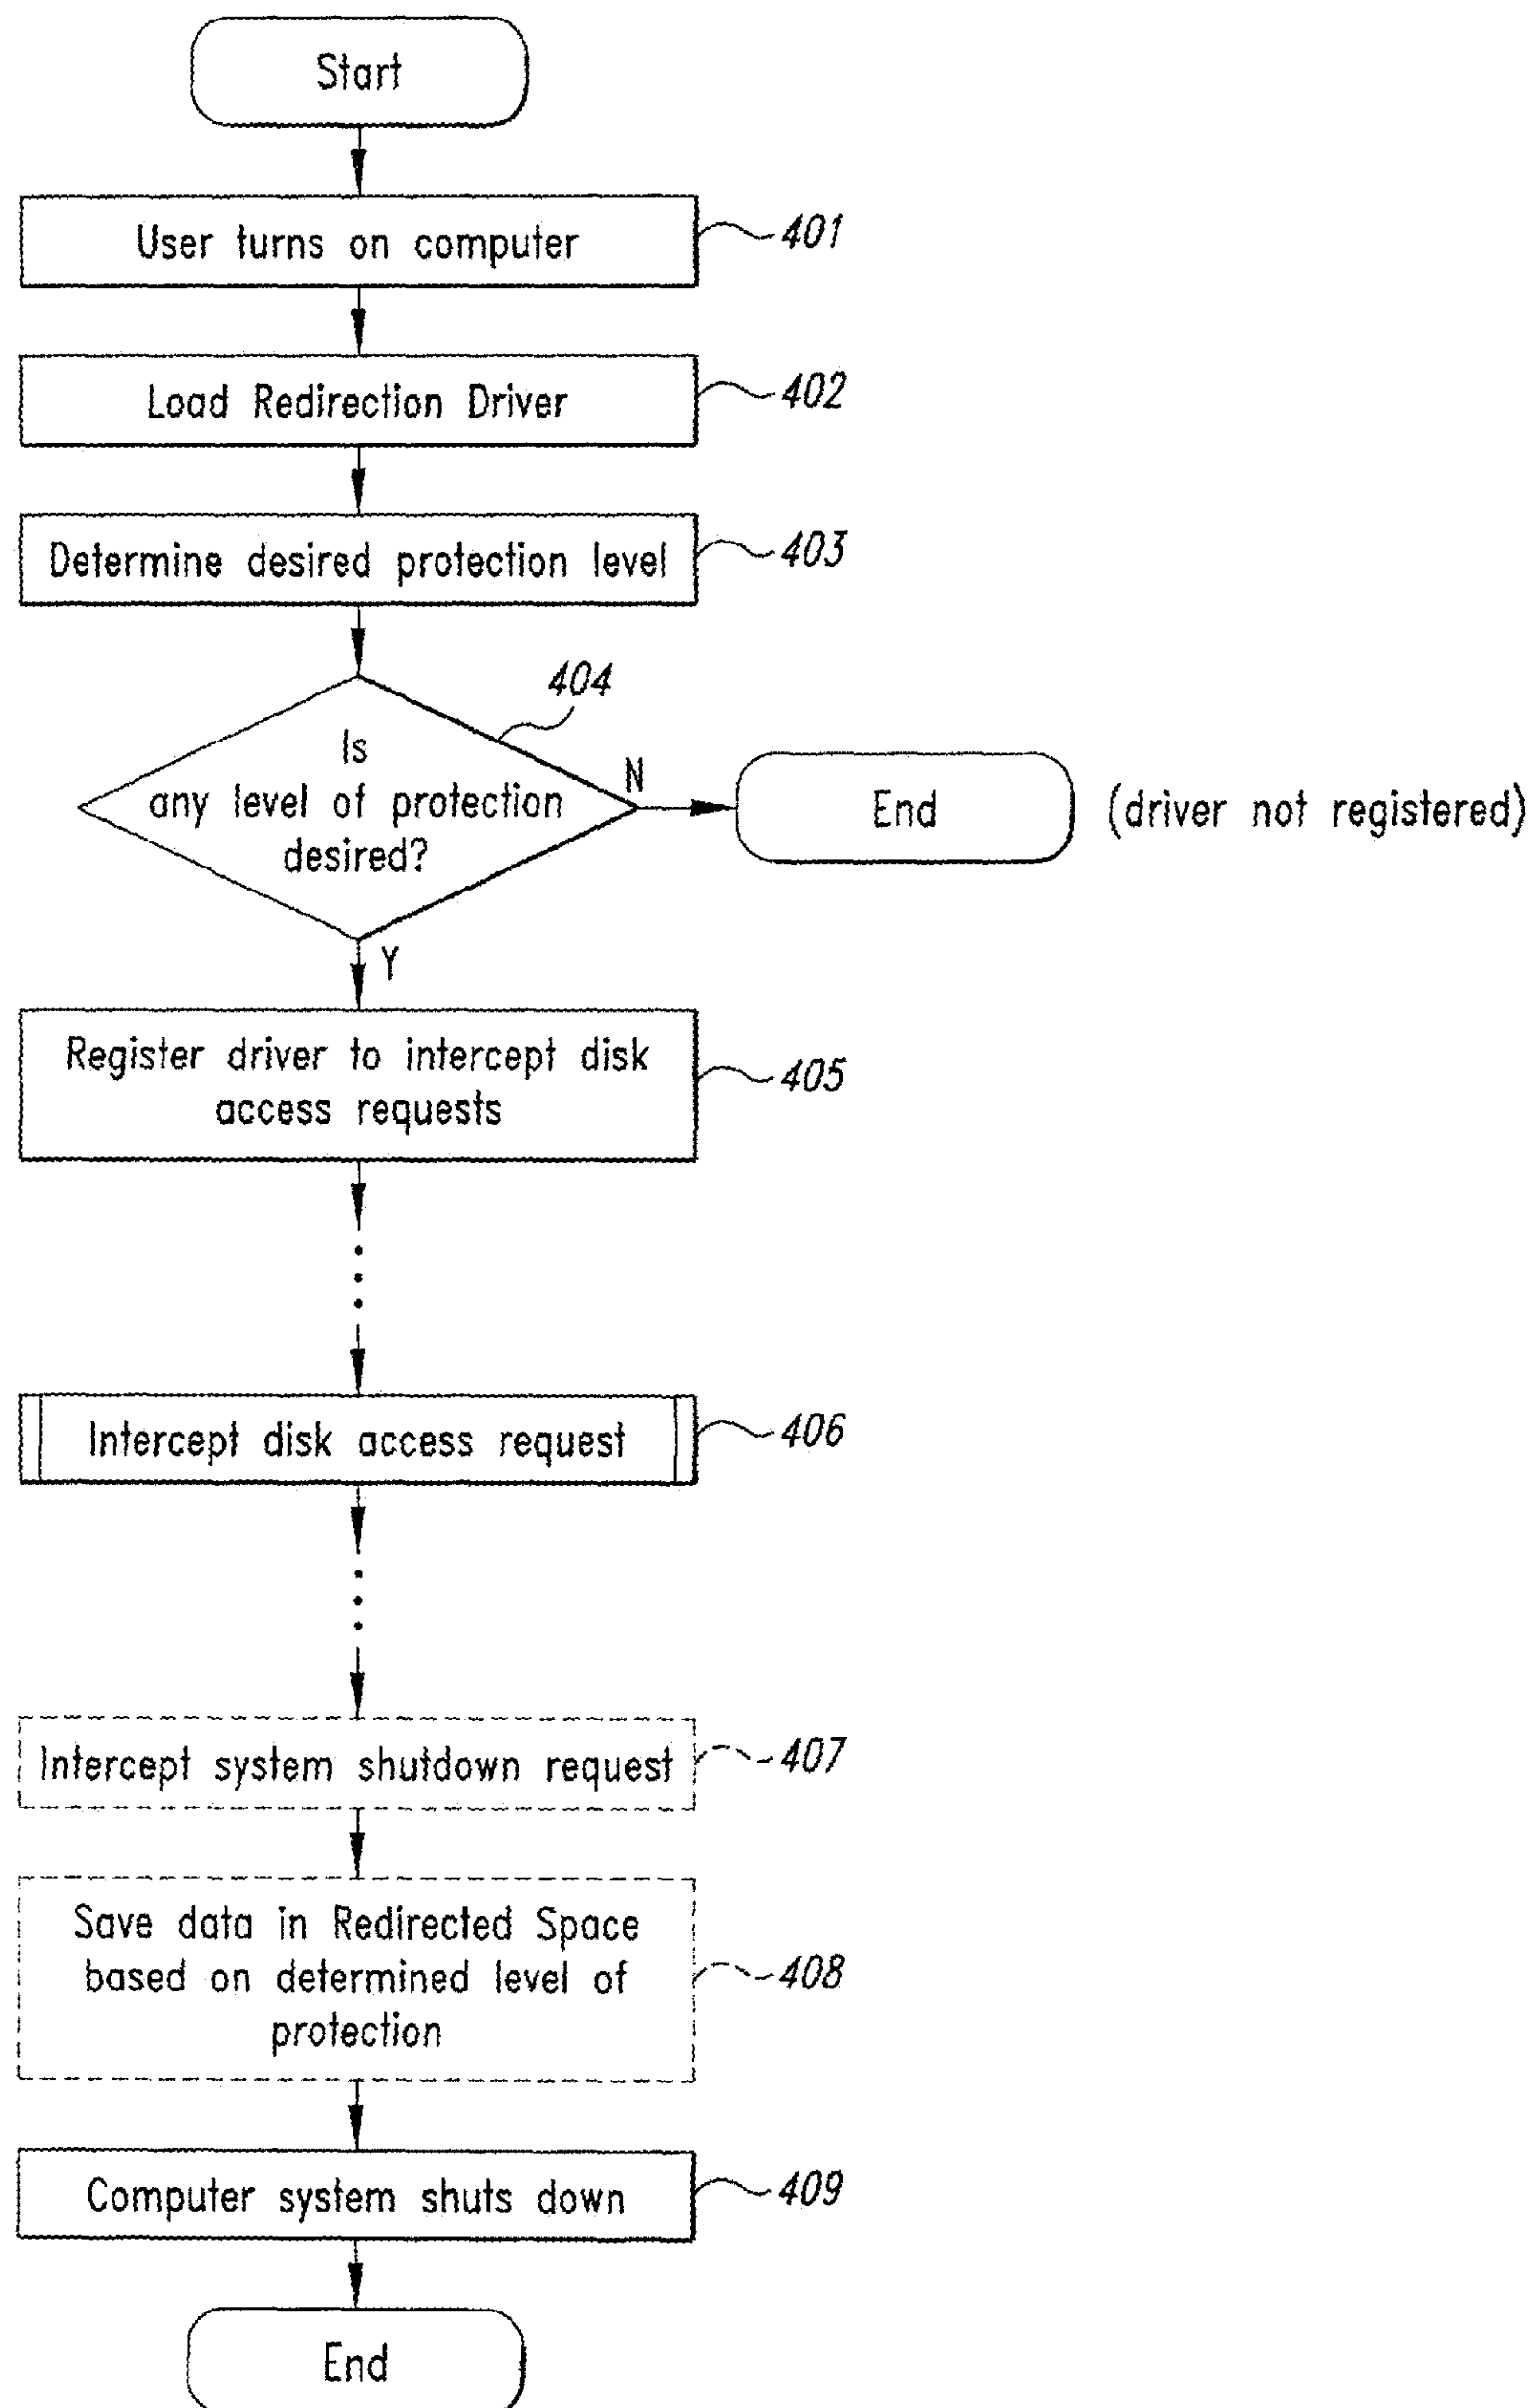 Start
User turns on computer
401
Load Redirection Driver
402
Determine desired protection level
403
404
Is
any level of protection
desired?
N
End
(driver not registered)
Y
Register driver to intercept disk
access requests
405
Intercept disk access request
406
Intercept system shutdown request
407
Save data in Redirected Space
based on determined level of
protection
408
Computer system shuts down
409
End